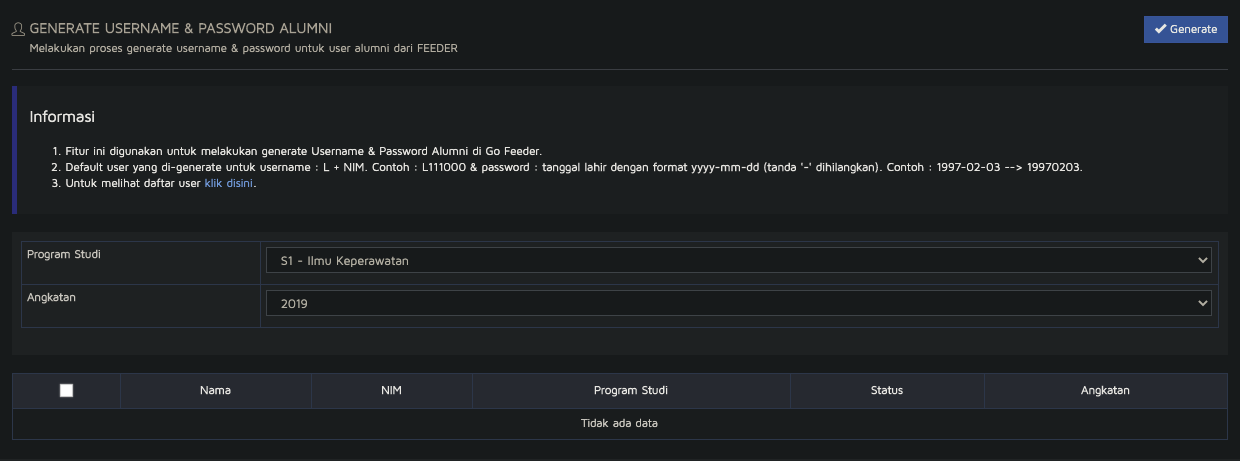 GENERATE USERNAME & PASSWORD ALUMNI
Generate
Melakukan proses generate username & password untuk user alumni dari FEEDER
Informasi
1. Fitur ini digunakan untuk melakukan generate Username & Password Alumni di Go Feeder.
2. Default user yang di-generate untuk username : L + NIM. Contoh : L111000 & password : tanggal lahir dengan format yyyy-mm-dd (tanda '-' dihilangkan). Contoh : 1997-02-03 --> 19970203.
3. Untuk melihat daftar user klik disini.
Program Studi
S1 - Ilmu Keperawatan
Angkatan
2019
Nama NIM Program Studi Status Angkatan
Tidak ada data